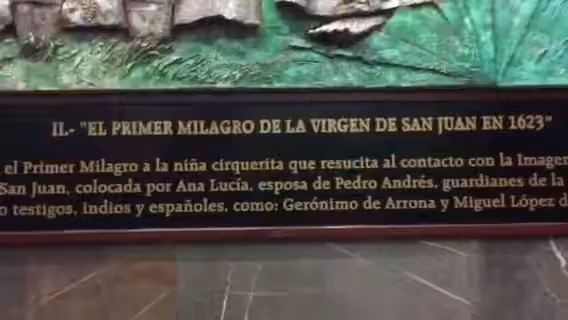 II.- "EL PRIMER MILAGRO DE LA VIRGEN DE SAN JUAN EN 1623"
el Primer Milagro a la niña cirquerita que resucita al contacto con la Imagen
San Juan, colocada por Ana Lucía, esposa de Pedro Andrés, guardianes de la
testigos, indios y españoles, como: Gerónimo de Arrona y Miguel López d